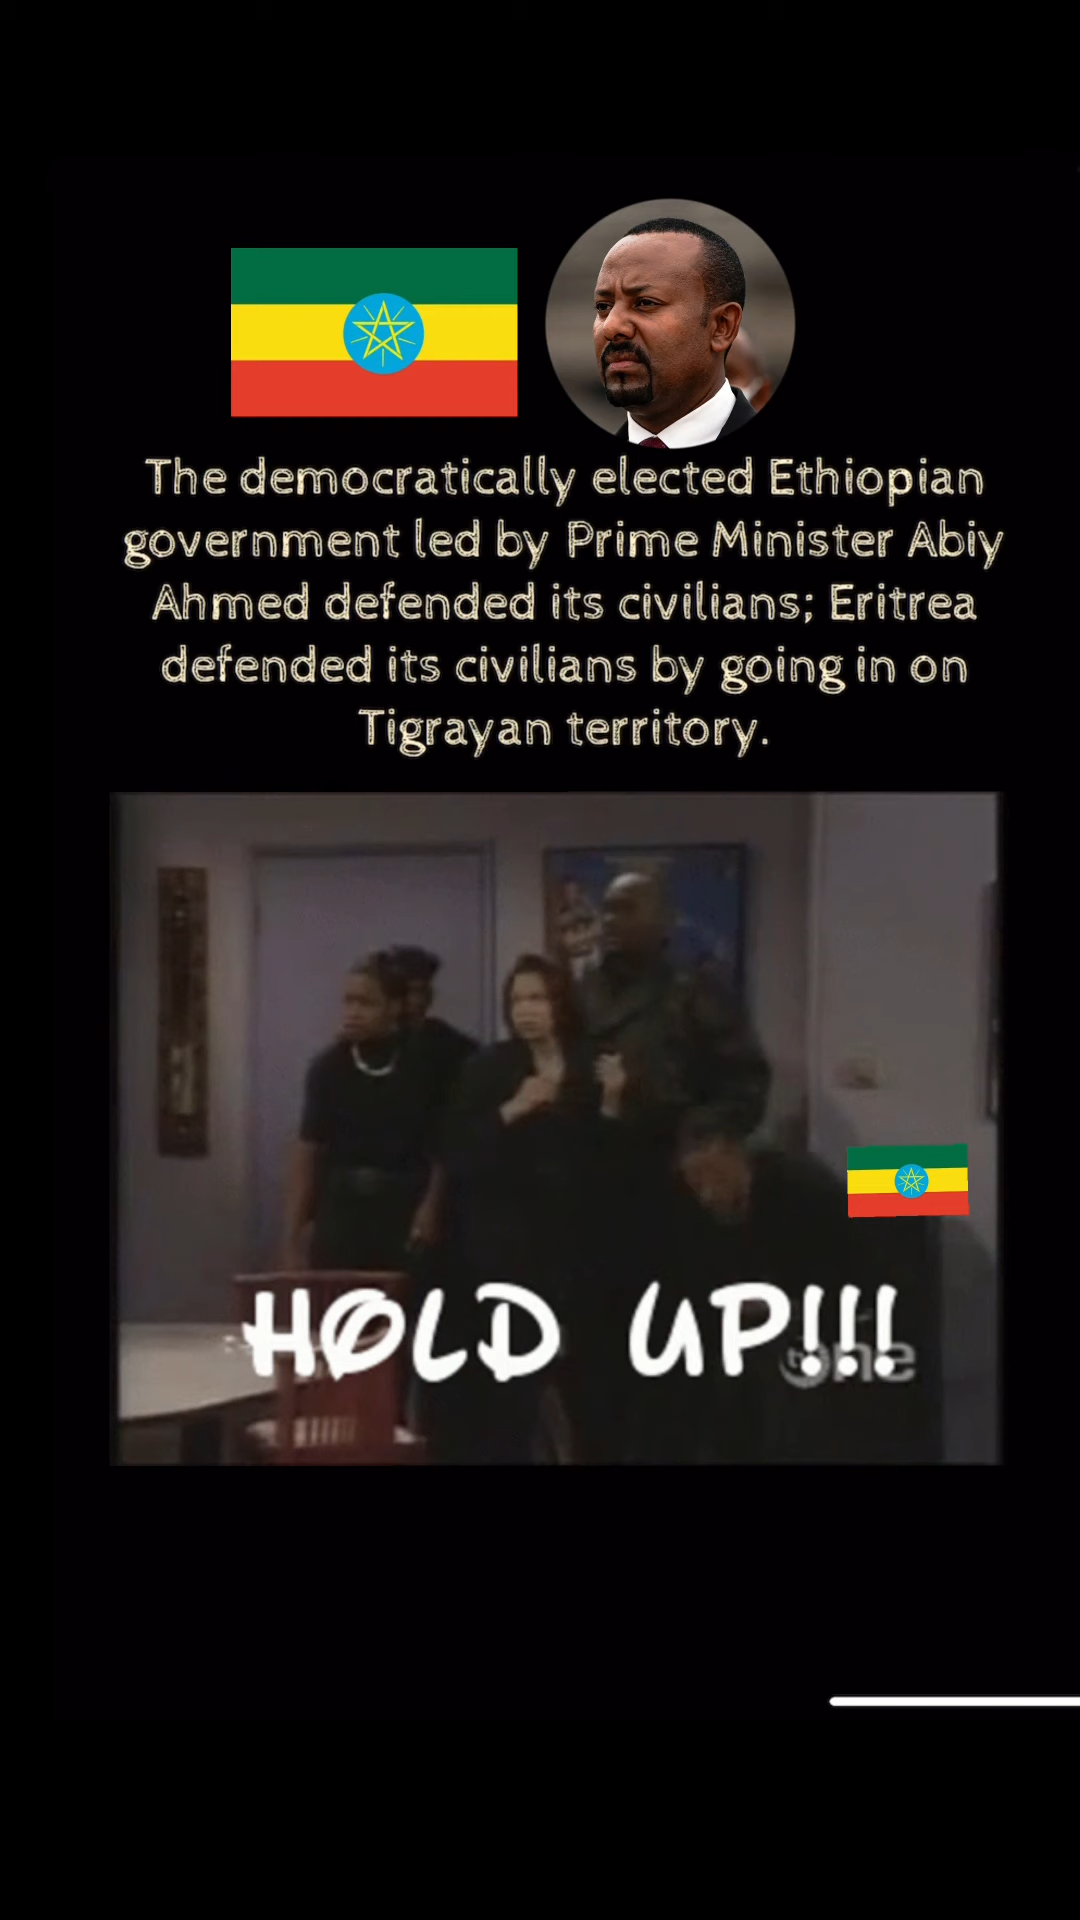 The democratically elected Ethiopian
government led by Prime Minister Abiy
Ahmed defended its civilians; Eritrea
defended its civilians by going in on
Tigrayan territory.
HOLD UP!!!
one